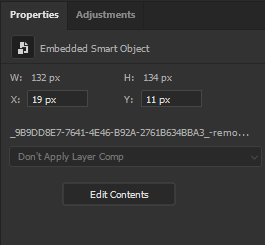 Properties Adjustments
Embedded Smart Object
W: 132 px H: 134 px
X: 19 px Y: 11 px
_9B9DD8E7-7641-4E46-B92A-2761B634BBA3_-remo...
Don't Apply Layer Comp
Edit Contents